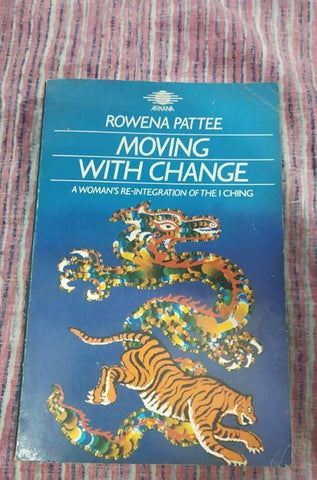 ARKANA
ROWENA PATTEE
MOVING
WITH CHANGE
A WOMAN'S RE-INTEGRATION OF THE I CHING